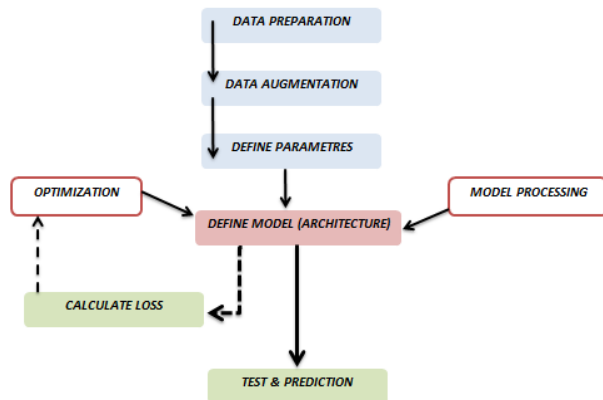 DATA PREPARATION
DATA AUGMENTATION
DEFINE PARAMETRES
OPTIMIZATION
MODEL PROCESSING
DEFINE MODEL (ARCHITECTURE)
CALCULATE LOSS
TEST & PREDICTION